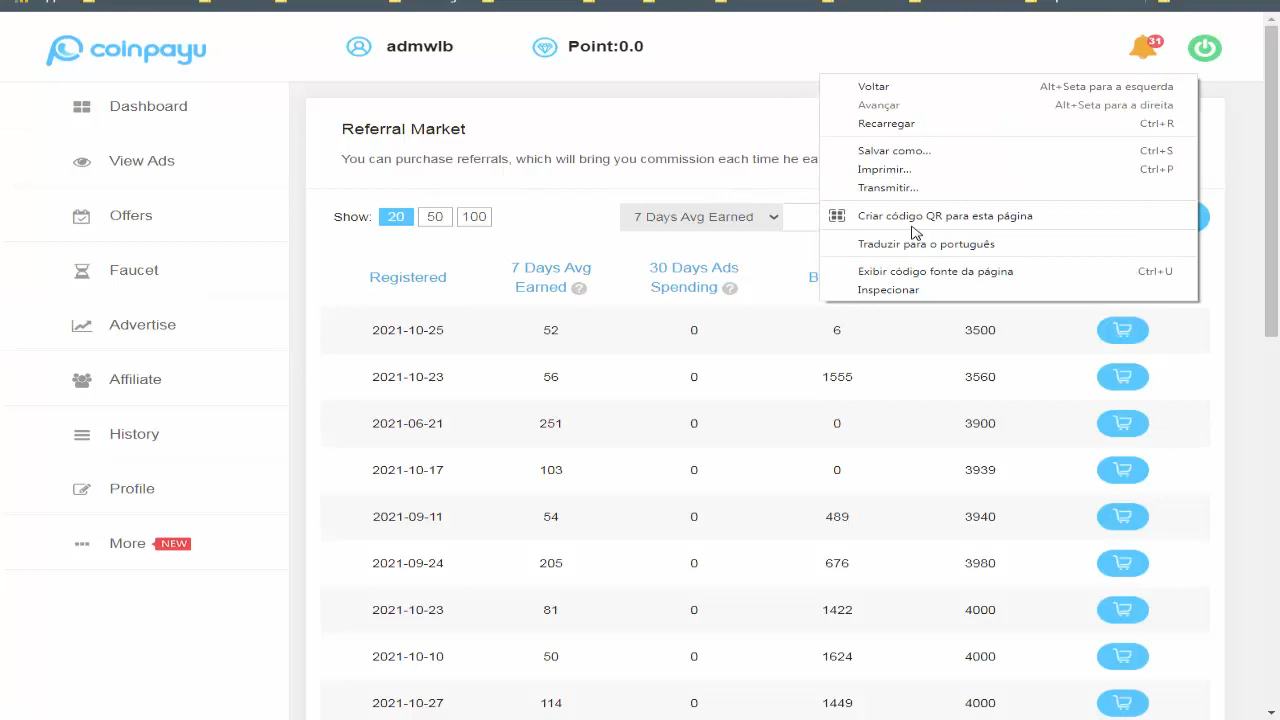 coinpayu
admwlb
Point:0.0
31
Dashboard
View Ads
Offers
Faucet
Advertise
Affiliate
History
Profile
More NEW
Referral Market
You can purchase referrals, which will bring you commission each time he ea
Show: 20 50 100
7 Days Avg Earned
Voltar Alt+Seta para a esquerda
Avançar Alt+Seta para a direita
Recarregar Ctrl+R
Salvar como... Ctrl+S
Imprimir... Ctrl+P
Transmitir...
Criar código QR para esta página
Traduzir para o português
Exibir código fonte da página Ctrl+U
Inspecionar
Registered
7 Days Avg
Earned ?
30 Days Ads
Spending ?
B
2021-10-25 52 0 6 3500
2021-10-23 56 0 1555 3560
2021-06-21 251 0 0 3900
2021-10-17 103 0 0 3939
2021-09-11 54 0 489 3940
2021-09-24 205 0 676 3980
2021-10-23 81 0 1422 4000
2021-10-10 50 0 1624 4000
2021-10-27 114 0 1449 4000